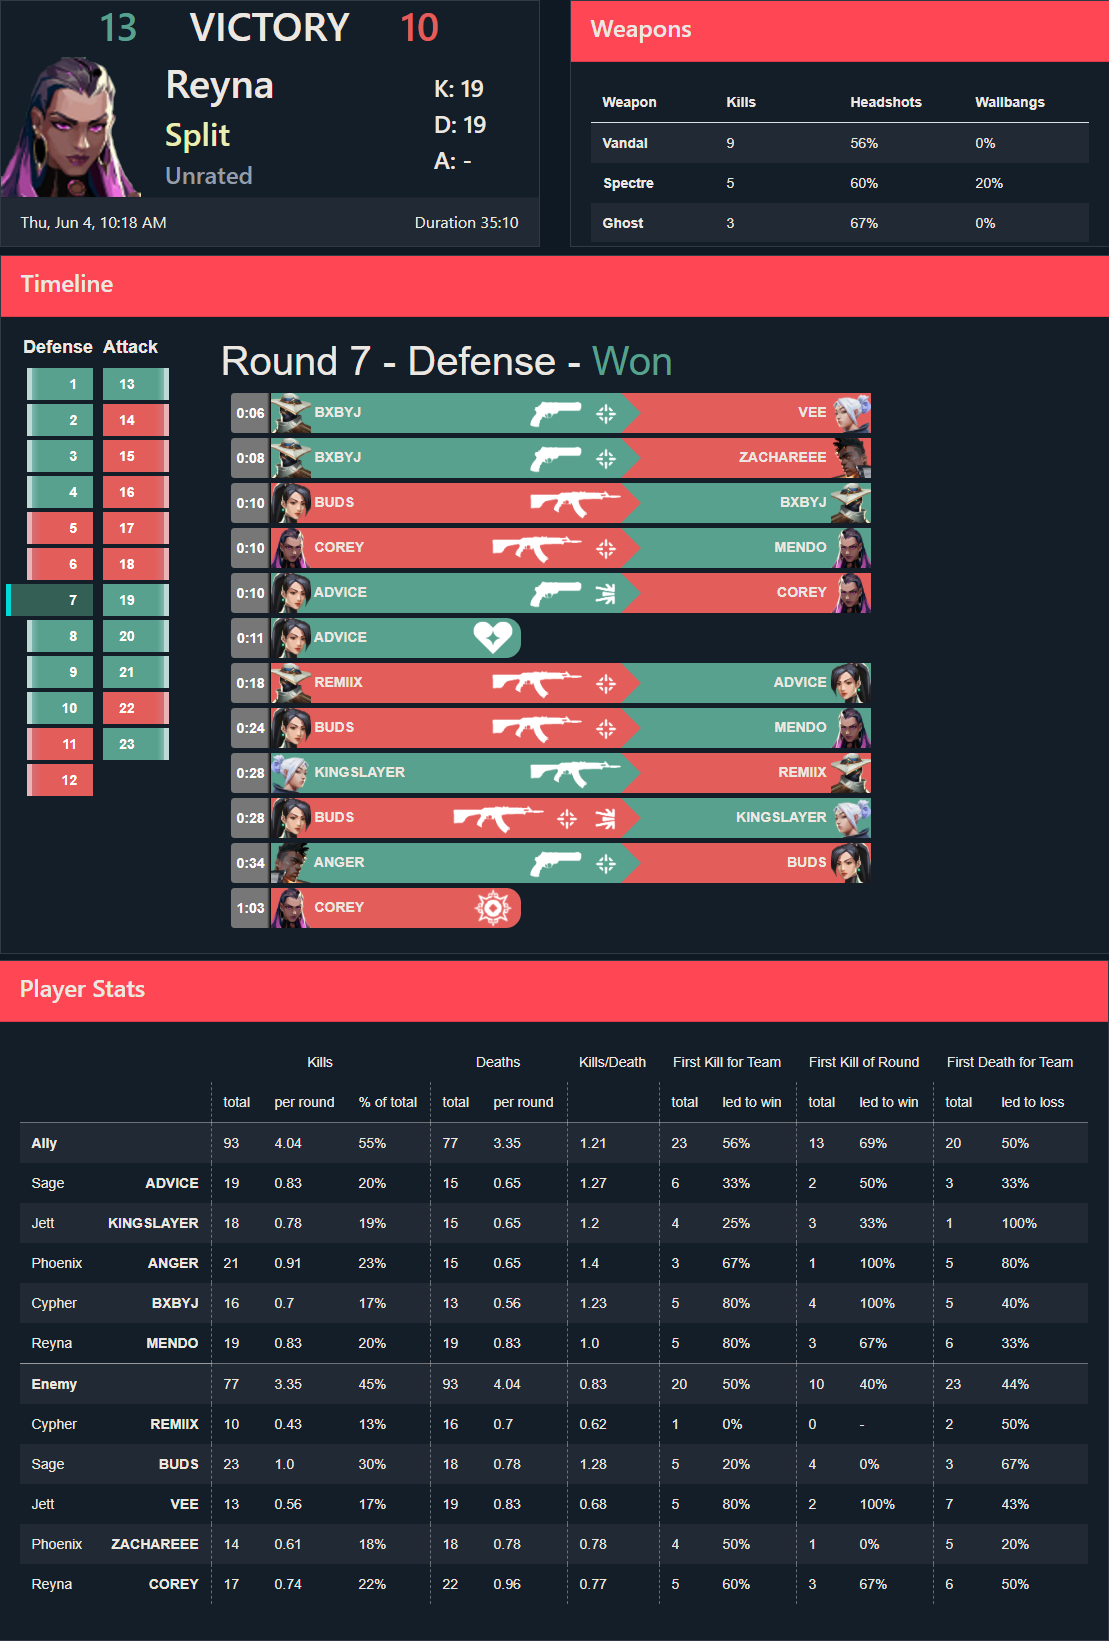 13 VICTORY 10
Reyna
Split
Unrated
K: 19
D: 19
A: -
Thu, Jun 4, 10:18 AM Duration 35:10
Weapons
Weapon Kills Headshots Wallbangs
Vandal 9 56% 0%
Spectre 5 60% 20%
Ghost 3 67% 0%
Timeline
Defense Attack
1 13
2 14
3 15
4 16
5 17
6 18
7 19
8 20
9 21
10 22
11 23
12
Round 7 - Defense - Won
0:06 BXBYJ VEE
0:08 BXBYJ ZACHAREEE
0:10 BUDS BXBYJ
0:10 COREY MENDO
0:10 ADVICE COREY
0:11 ADVICE
0:18 REMIIX ADVICE
0:24 BUDS MENDO
0:28 KINGSLAYER REMIIX
0:28 BUDS KINGSLAYER
0:34 ANGER BUDS
1:03 COREY
Player Stats
Kills Deaths Kills/Death First Kill for Team First Kill of Round First Death for Team
total per round % of total total per round total led to win total led to win total led to loss
Ally 93 4.04 55% 77 3.35 1.21 23 56% 13 69% 20 50%
Sage ADVICE 19 0.83 20% 15 0.65 1.27 6 33% 2 50% 3 33%
Jett KINGSLAYER 18 0.78 19% 15 0.65 1.2 4 25% 3 33% 1 100%
Phoenix ANGER 21 0.91 23% 15 0.65 1.4 3 67% 1 100% 5 80%
Cypher BXBYJ 16 0.7 17% 13 0.56 1.23 5 80% 4 100% 5 40%
Reyna MENDO 19 0.83 20% 19 0.83 1.0 5 80% 3 67% 6 33%
Enemy 77 3.35 45% 93 4.04 0.83 20 50% 10 40% 23 44%
Cypher REMIIX 10 0.43 13% 16 0.7 0.62 1 0% 0 - 2 50%
Sage BUDS 23 1.0 30% 18 0.78 1.28 5 20% 4 0% 3 67%
Jett VEE 13 0.56 17% 19 0.83 0.68 5 80% 2 100% 7 43%
Phoenix ZACHAREEE 14 0.61 18% 18 0.78 0.78 4 50% 1 0% 5 20%
Reyna COREY 17 0.74 22% 22 0.96 0.77 5 60% 3 67% 6 50%